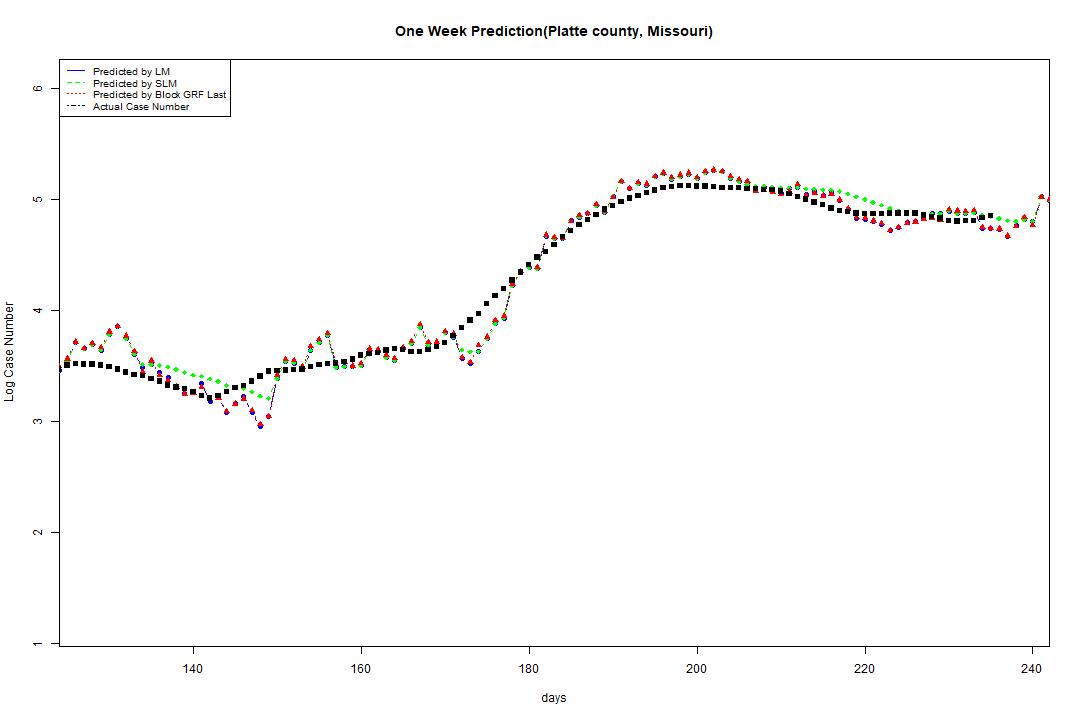 One Week Prediction(Platte county, Missouri)
Predicted by LM
Predicted by SLM
Predicted by Block GRF Last
Actual Case Number
6
5
4
3
2
1
Log Case Number
140 160 180 200 220 240
days